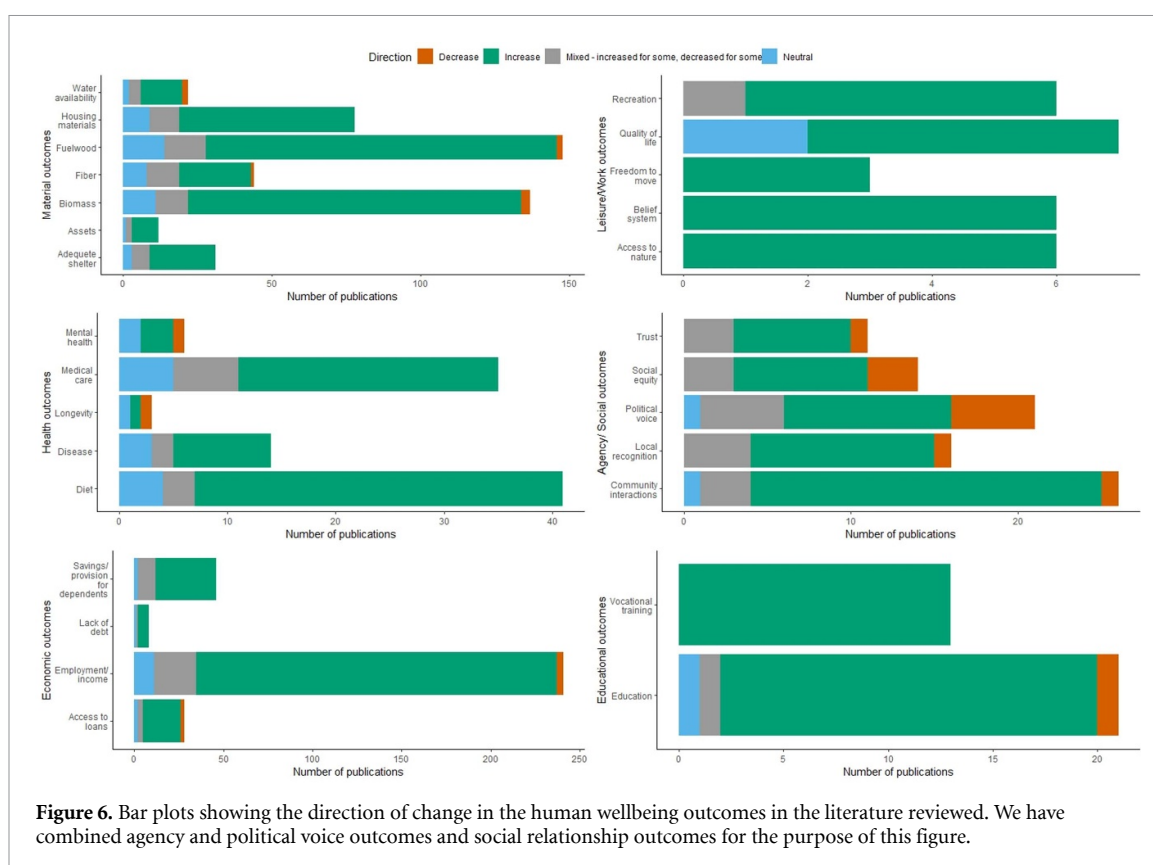 Direction Decrease Increase Mixed - increased for some, decreased for some Neutral
Material outcomes
Water
availability
Housing
materials
Fuelwood
Fiber
Biomass
Assets
Adequete
shelter
0 50 100 150
Number of publications
Leisure/Work outcomes
Recreation
Quality of
life
Freedom to
move
Belief
system
Access to
nature
0 2 4 6
Number of publications
Health outcomes
Mental
health
Medical
care
Longevity
Disease
Diet
0 10 20 30 40
Number of publications
Agency/ Social outcomes
Trust
Social
equity
Political
voice
Local
recognition
Community
interactions
0 10 20
Number of publications
Economic outcomes
Savings/
provision
for
dependents
Lack of
debt
Employment/
income
Access to
loans
0 50 100 150 200 250
Number of publications
Educational outcomes
Vocational
training
Education
0 5 10 15 20
Number of publications
Figure 6. Bar plots showing the direction of change in the human wellbeing outcomes in the literature reviewed. We have
combined agency and political voice outcomes and social relationship outcomes for the purpose of this figure.